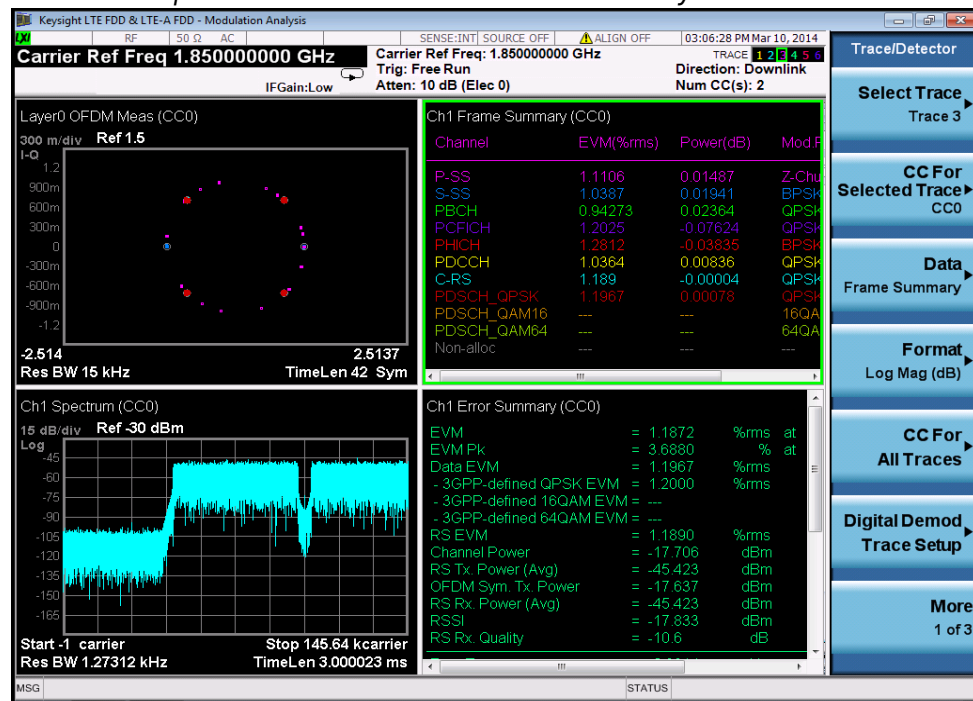 Keysight LTE FDD & LTE-A FDD - Modulation Analysis
LXI RF 50 Ω AC SENSE:INT SOURCE OFF ALIGN OFF 03:06:28 PM Mar 10, 2014
Carrier Ref Freq 1.850000000 GHz
Carrier Ref Freq: 1.850000000 GHz
Trig: Free Run
Atten: 10 dB (Elec 0)
IFGain:Low
TRACE 1 2 3 4 5 6
Direction: Downlink
Num CC(s): 2
Layer0 OFDM Meas (CC0)
300 m/div Ref 1.5
I-Q
1.2
900m
600m
300m
0
-300m
-600m
-900m
-1.2
-2.514 2.5137
Res BW 15 kHz TimeLen 42 Sym
Ch1 Frame Summary (CC0)
Channel EVM(%rms) Power(dB) Mod.F
P-SS 1.1106 0.01487 Z-Chu
S-SS 1.0387 0.01941 BPSK
PBCH 0.94273 0.02364 QPSK
PCFICH 1.2025 -0.07624 QPSK
PHICH 1.2812 -0.03835 BPSK
PDCCH 1.0364 0.00836 QPSK
C-RS 1.189 -0.00004 QPSK
PDSCH_QPSK 1.1967 0.00078 QPSK
PDSCH_QAM16 --- --- 16QA
PDSCH_QAM64 --- --- 64QA
Non-alloc --- --- ---
Ch1 Spectrum (CC0)
15 dB/div Ref -30 dBm
Log
-45
-60
-75
-90
-105
-120
-135
-150
-165
Start -1 carrier Stop 145.64 kcarrier
Res BW 1.27312 kHz TimeLen 3.000023 ms
Ch1 Error Summary (CC0)
EVM = 1.1872 %rms at
EVM Pk = 3.6880 % at
Data EVM = 1.1967 %rms
- 3GPP-defined QPSK EVM = 1.2000 %rms
- 3GPP-defined 16QAM EVM = ---
- 3GPP-defined 64QAM EVM = ---
RS EVM = 1.1890 %rms
Channel Power = -17.706 dBm
RS Tx. Power (Avg) = -45.423 dBm
OFDM Sym. Tx. Power = -17.637 dBm
RS Rx. Power (Avg) = -45.423 dBm
RSSI = -17.833 dBm
RS Rx. Quality = -10.6 dB
Trace/Detector
Select Trace
Trace 3
CC For
Selected Trace
CC0
Data
Frame Summary
Format
Log Mag (dB)
CC For
All Traces
Digital Demod
Trace Setup
More
1 of 3
MSG STATUS